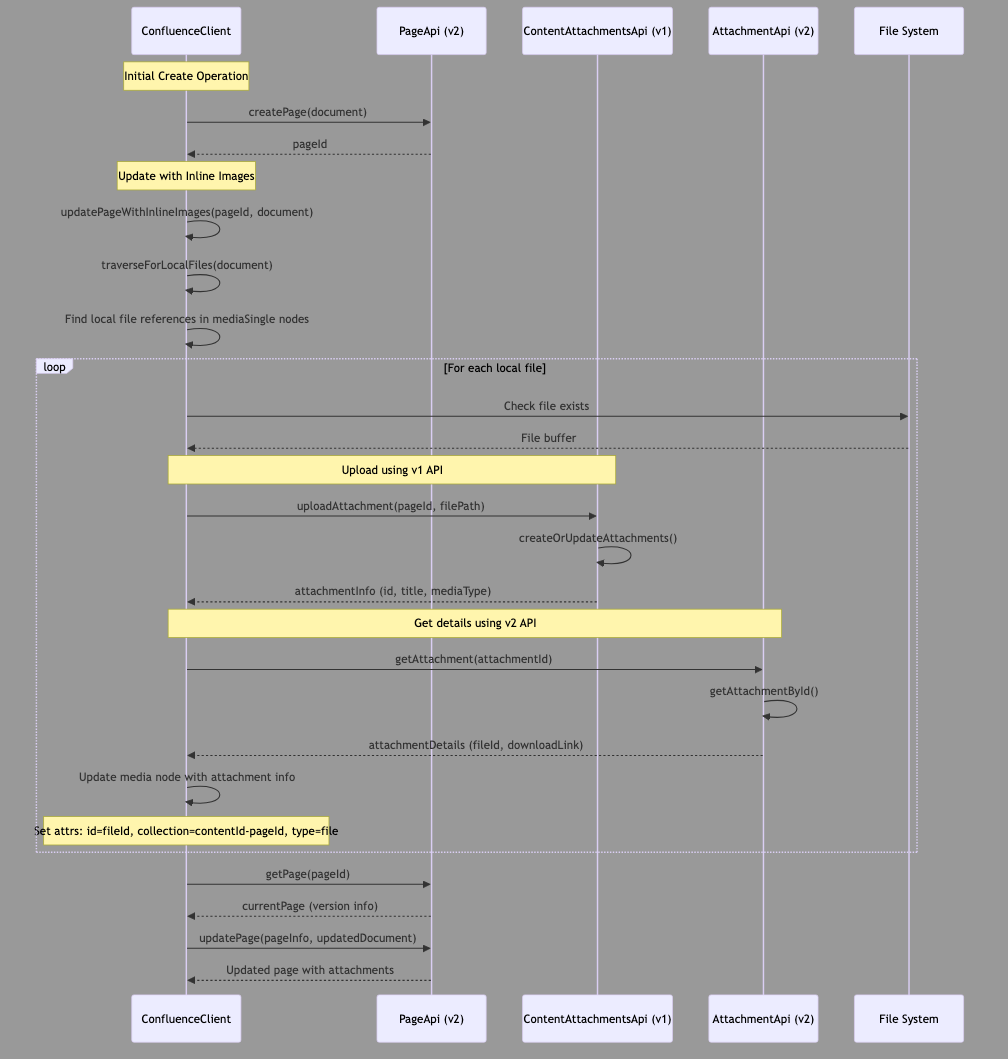 ConfluenceClient
PageApi (v2)
ContentAttachmentsApi (v1)
AttachmentApi (v2)
File System
Initial Create Operation
createPage(document)
pageId
Update with Inline Images
updatePageWithInlineImages(pageId, document)
traverseForLocalFiles(document)
Find local file references in mediaSingle nodes
loop
[For each local file]
Check file exists
File buffer
Upload using v1 API
uploadAttachment(pageId, filePath)
createOrUpdateAttachments()
attachmentInfo (id, title, mediaType)
Get details using v2 API
getAttachment(attachmentId)
getAttachmentById()
attachmentDetails (fileId, downloadLink)
Update media node with attachment info
Set attrs: id=fileId, collection=contentId-pageId, type=file
getPage(pageId)
currentPage (version info)
updatePage(pageInfo, updatedDocument)
Updated page with attachments
ConfluenceClient
PageApi (v2)
ContentAttachmentsApi (v1)
AttachmentApi (v2)
File System